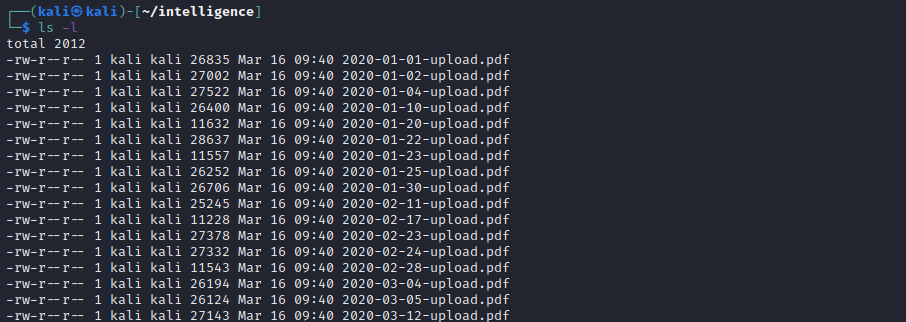 ┌──(kali㉿kali)-[~/intelligence]
└─$ ls -l
total 2012
-rw-r--r-- 1 kali kali 26835 Mar 16 09:40 2020-01-01-upload.pdf
-rw-r--r-- 1 kali kali 27002 Mar 16 09:40 2020-01-02-upload.pdf
-rw-r--r-- 1 kali kali 27522 Mar 16 09:40 2020-01-04-upload.pdf
-rw-r--r-- 1 kali kali 26400 Mar 16 09:40 2020-01-10-upload.pdf
-rw-r--r-- 1 kali kali 11632 Mar 16 09:40 2020-01-20-upload.pdf
-rw-r--r-- 1 kali kali 28637 Mar 16 09:40 2020-01-22-upload.pdf
-rw-r--r-- 1 kali kali 11557 Mar 16 09:40 2020-01-23-upload.pdf
-rw-r--r-- 1 kali kali 26252 Mar 16 09:40 2020-01-25-upload.pdf
-rw-r--r-- 1 kali kali 26706 Mar 16 09:40 2020-01-30-upload.pdf
-rw-r--r-- 1 kali kali 25245 Mar 16 09:40 2020-02-11-upload.pdf
-rw-r--r-- 1 kali kali 11228 Mar 16 09:40 2020-02-17-upload.pdf
-rw-r--r-- 1 kali kali 27378 Mar 16 09:40 2020-02-23-upload.pdf
-rw-r--r-- 1 kali kali 27332 Mar 16 09:40 2020-02-24-upload.pdf
-rw-r--r-- 1 kali kali 11543 Mar 16 09:40 2020-02-28-upload.pdf
-rw-r--r-- 1 kali kali 26194 Mar 16 09:40 2020-03-04-upload.pdf
-rw-r--r-- 1 kali kali 26124 Mar 16 09:40 2020-03-05-upload.pdf
-rw-r--r-- 1 kali kali 27143 Mar 16 09:40 2020-03-12-upload.pdf